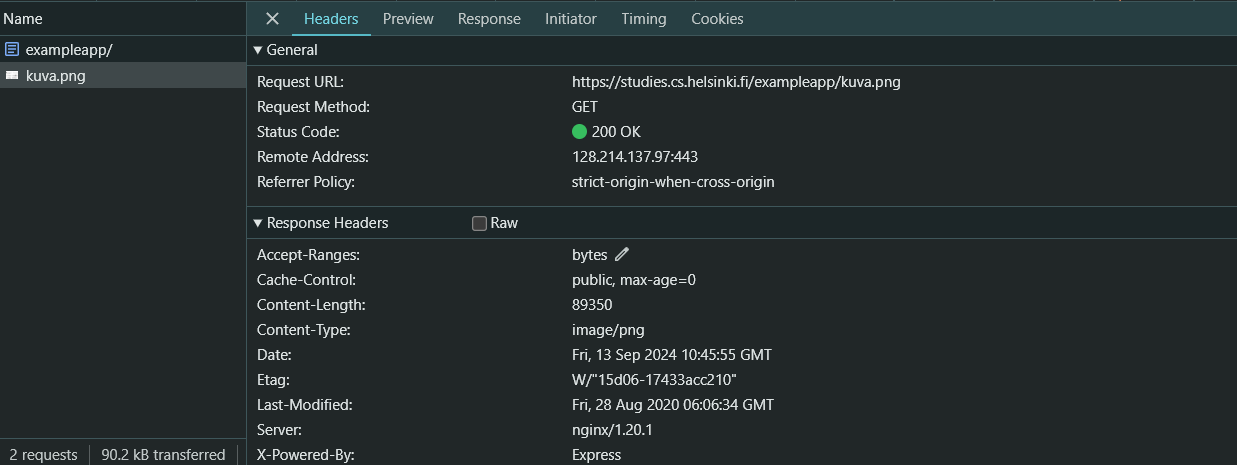 Name
exampleapp/
kuva.png
2 requests 90.2 kB transferred
Headers Preview Response Initiator Timing Cookies
General
Request URL: https://studies.cs.helsinki.fi/exampleapp/kuva.png
Request Method: GET
Status Code: 200 OK
Remote Address: 128.214.137.97:443
Referrer Policy: strict-origin-when-cross-origin
Response Headers Raw
Accept-Ranges: bytes
Cache-Control: public, max-age=0
Content-Length: 89350
Content-Type: image/png
Date: Fri, 13 Sep 2024 10:45:55 GMT
Etag: W/"15d06-17433acc210"
Last-Modified: Fri, 28 Aug 2020 06:06:34 GMT
Server: nginx/1.20.1
X-Powered-By: Express